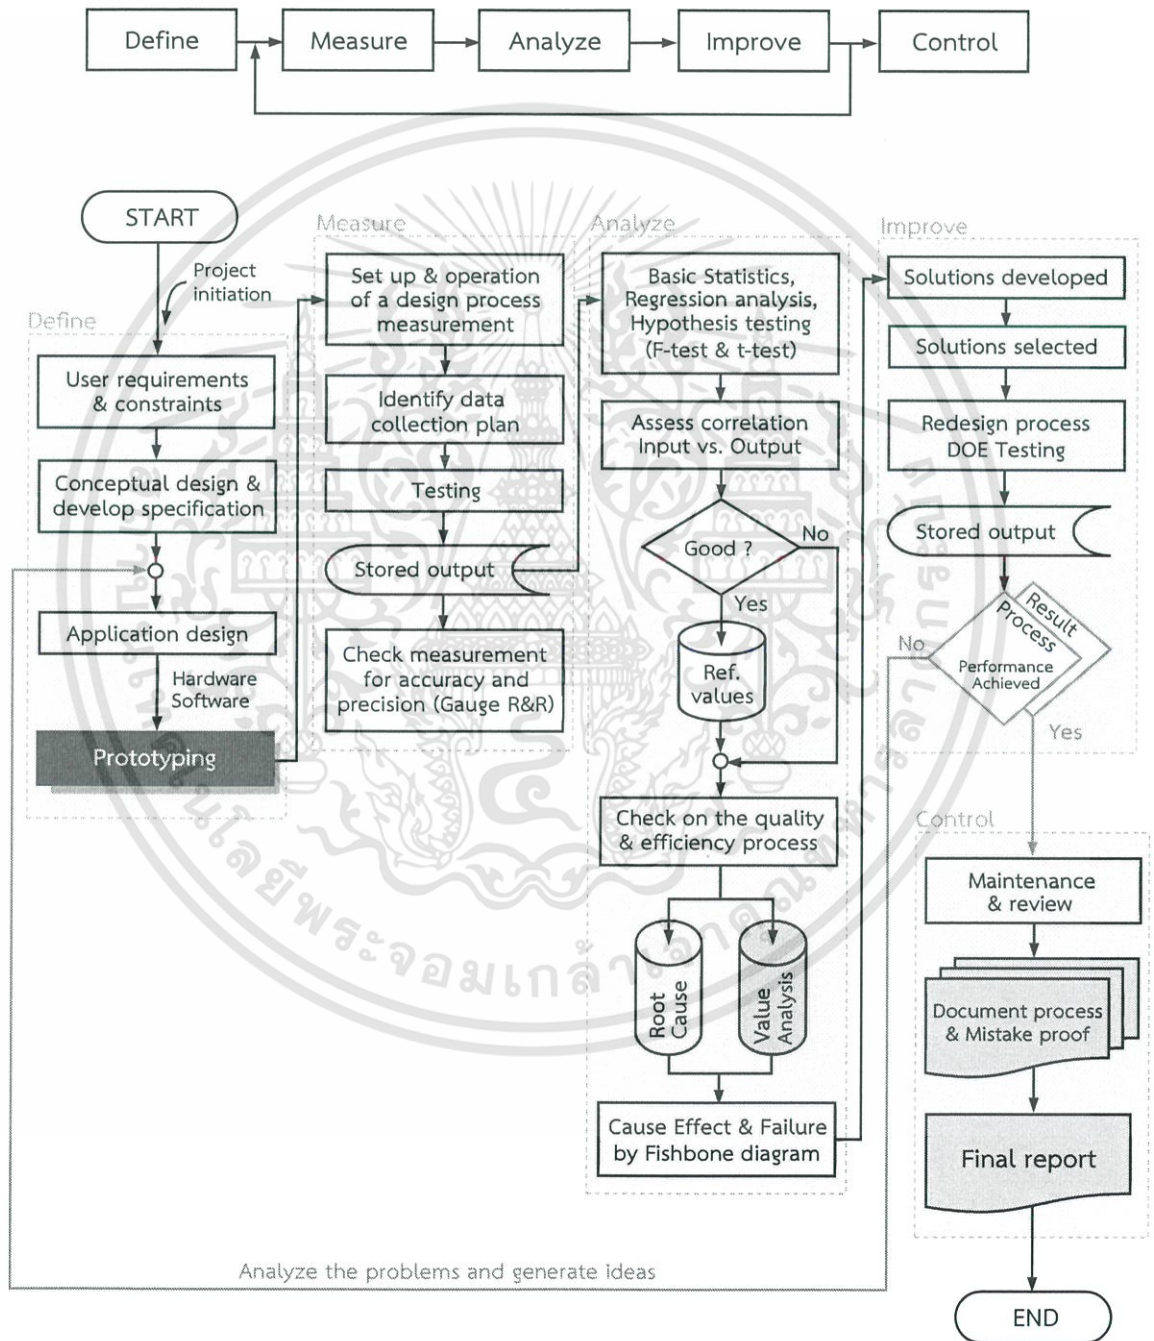 Define
Measure
Analyze
Improve
Control
START
Project
initiation
Define
User requirements
& constraints
Conceptual design &
develop specification
Application design
Hardware
Software
Prototyping
Measure
Set up & operation
of a design process
measurement
Identify data
collection plan
Testing
Stored output
Check measurement
for accuracy and
precision (Gauge R&R)
Analyze
Basic Statistics,
Regression analysis,
Hypothesis testing
(F-test & t-test)
Assess correlation
Input vs. Output
Good ?
No
Yes
Ref.
values
Check on the quality
& efficiency process
Root
Cause
Value
Analysis
Cause Effect & Failure
by Fishbone diagram
Improve
Solutions developed
Solutions selected
Redesign process
DOE Testing
Stored output
Result
Process
Performance
Achieved
No
Yes
Control
Maintenance
& review
Document process
& Mistake proof
Final report
END
Analyze the problems and generate ideas